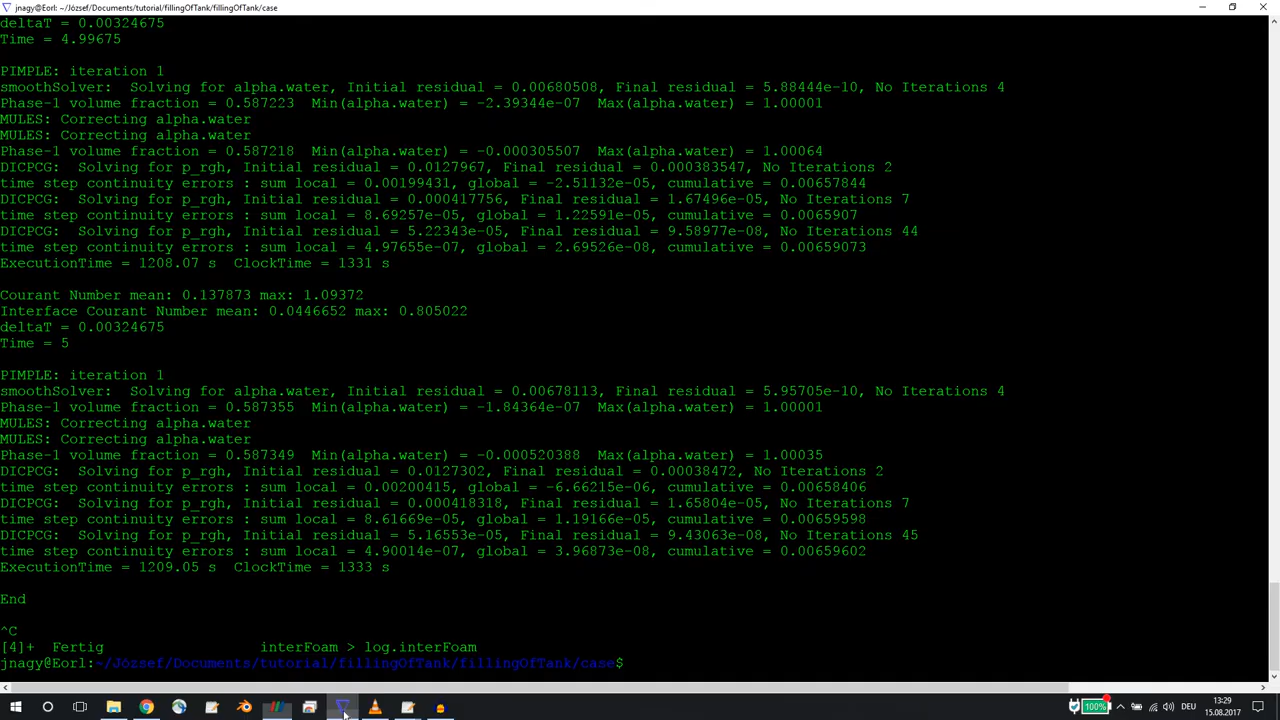 jnagy@Eorl: ~/József/Documents/tutorial/fillingOfTank/fillingOfTank/case
deltaT = 0.00324675
Time = 4.99675
PIMPLE: iteration 1
smoothSolver:  Solving for alpha.water, Initial residual = 0.00680508, Final residual = 5.88444e-10, No Iterations 4
Phase-1 volume fraction = 0.587223  Min(alpha.water) = -2.39344e-07  Max(alpha.water) = 1.00001
MULES: Correcting alpha.water
MULES: Correcting alpha.water
Phase-1 volume fraction = 0.587218  Min(alpha.water) = -0.000305507  Max(alpha.water) = 1.00064
DICPCG:  Solving for p_rgh, Initial residual = 0.0127967, Final residual = 0.000383547, No Iterations 2
time step continuity errors : sum local = 0.00199431, global = -2.51132e-05, cumulative = 0.00657844
DICPCG:  Solving for p_rgh, Initial residual = 0.000417756, Final residual = 1.67496e-05, No Iterations 7
time step continuity errors : sum local = 8.69257e-05, global = 1.22591e-05, cumulative = 0.0065907
DICPCG:  Solving for p_rgh, Initial residual = 5.22343e-05, Final residual = 9.58977e-08, No Iterations 44
time step continuity errors : sum local = 4.97655e-07, global = 2.69526e-08, cumulative = 0.00659073
ExecutionTime = 1208.07 s  ClockTime = 1331 s
Courant Number mean: 0.137873 max: 1.09372
Interface Courant Number mean: 0.0446652 max: 0.805022
deltaT = 0.00324675
Time = 5
PIMPLE: iteration 1
smoothSolver:  Solving for alpha.water, Initial residual = 0.00678113, Final residual = 5.95705e-10, No Iterations 4
Phase-1 volume fraction = 0.587355  Min(alpha.water) = -1.84364e-07  Max(alpha.water) = 1.00001
MULES: Correcting alpha.water
MULES: Correcting alpha.water
Phase-1 volume fraction = 0.587349  Min(alpha.water) = -0.000520388  Max(alpha.water) = 1.00035
DICPCG:  Solving for p_rgh, Initial residual = 0.0127302, Final residual = 0.00038472, No Iterations 2
time step continuity errors : sum local = 0.00200415, global = -6.66215e-06, cumulative = 0.00658406
DICPCG:  Solving for p_rgh, Initial residual = 0.000418318, Final residual = 1.65804e-05, No Iterations 7
time step continuity errors : sum local = 8.61669e-05, global = 1.19166e-05, cumulative = 0.00659598
DICPCG:  Solving for p_rgh, Initial residual = 5.16553e-05, Final residual = 9.43063e-08, No Iterations 45
time step continuity errors : sum local = 4.90014e-07, global = 3.96873e-08, cumulative = 0.00659602
ExecutionTime = 1209.05 s  ClockTime = 1333 s
End
^C
[4]+  Fertig                  interFoam > log.interFoam
jnagy@Eorl:~/József/Documents/tutorial/fillingOfTank/fillingOfTank/case$
100% DEU 13:29
15.08.2017